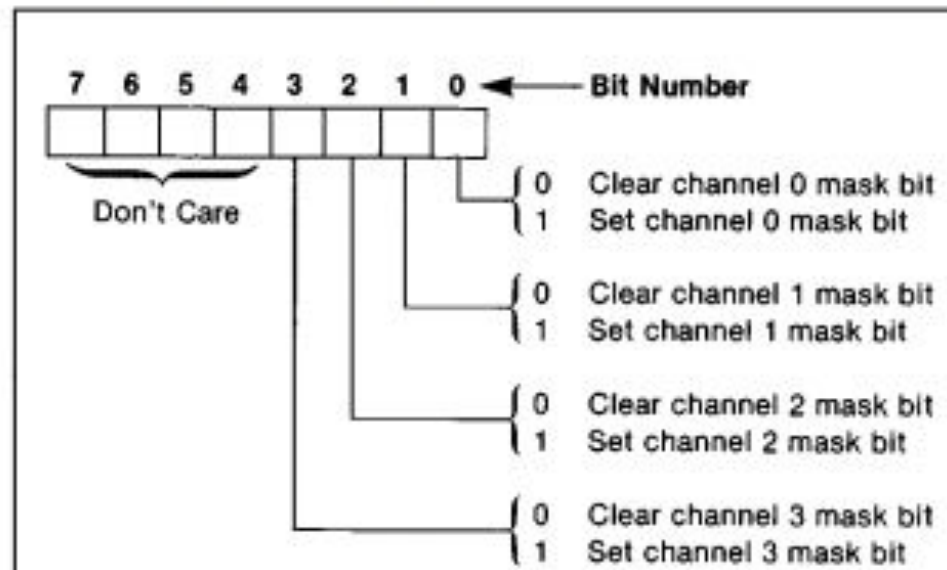 7 6 5 4 3 2 1 0 Bit Number
Don't Care
0 Clear channel 0 mask bit
1 Set channel 0 mask bit
0 Clear channel 1 mask bit
1 Set channel 1 mask bit
0 Clear channel 2 mask bit
1 Set channel 2 mask bit
0 Clear channel 3 mask bit
1 Set channel 3 mask bit